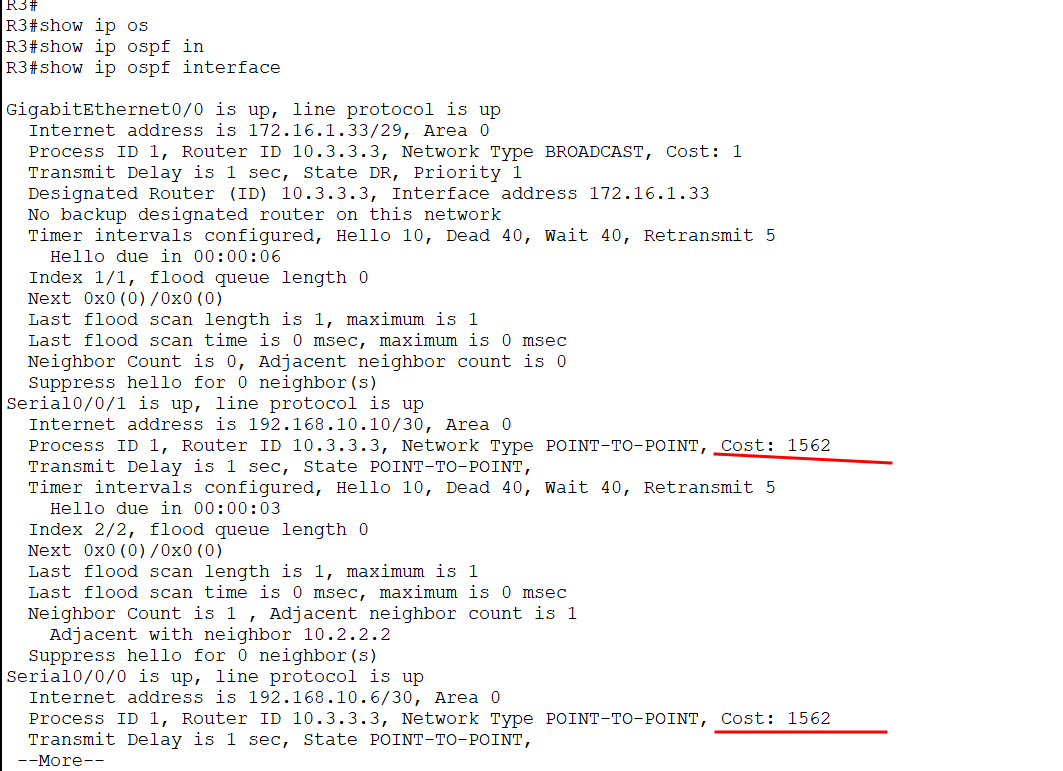 R3#
R3#show ip os
R3#show ip ospf in
R3#show ip ospf interface
GigabitEthernet0/0 is up, line protocol is up
Internet address is 172.16.1.33/29, Area 0
Process ID 1, Router ID 10.3.3.3, Network Type BROADCAST, Cost: 1
Transmit Delay is 1 sec, State DR, Priority 1
Designated Router (ID) 10.3.3.3, Interface address 172.16.1.33
No backup designated router on this network
Timer intervals configured, Hello 10, Dead 40, Wait 40, Retransmit 5
Hello due in 00:00:06
Index 1/1, flood queue length 0
Next 0x0(0)/0x0(0)
Last flood scan length is 1, maximum is 1
Last flood scan time is 0 msec, maximum is 0 msec
Neighbor Count is 0, Adjacent neighbor count is 0
Suppress hello for 0 neighbor(s)
Serial0/0/1 is up, line protocol is up
Internet address is 192.168.10.10/30, Area 0
Process ID 1, Router ID 10.3.3.3, Network Type POINT-TO-POINT, Cost: 1562
Transmit Delay is 1 sec, State POINT-TO-POINT,
Timer intervals configured, Hello 10, Dead 40, Wait 40, Retransmit 5
Hello due in 00:00:03
Index 2/2, flood queue length 0
Next 0x0(0)/0x0(0)
Last flood scan length is 1, maximum is 1
Last flood scan time is 0 msec, maximum is 0 msec
Neighbor Count is 1 , Adjacent neighbor count is 1
Adjacent with neighbor 10.2.2.2
Suppress hello for 0 neighbor(s)
Serial0/0/0 is up, line protocol is up
Internet address is 192.168.10.6/30, Area 0
Process ID 1, Router ID 10.3.3.3, Network Type POINT-TO-POINT, Cost: 1562
Transmit Delay is 1 sec, State POINT-TO-POINT,
--More--